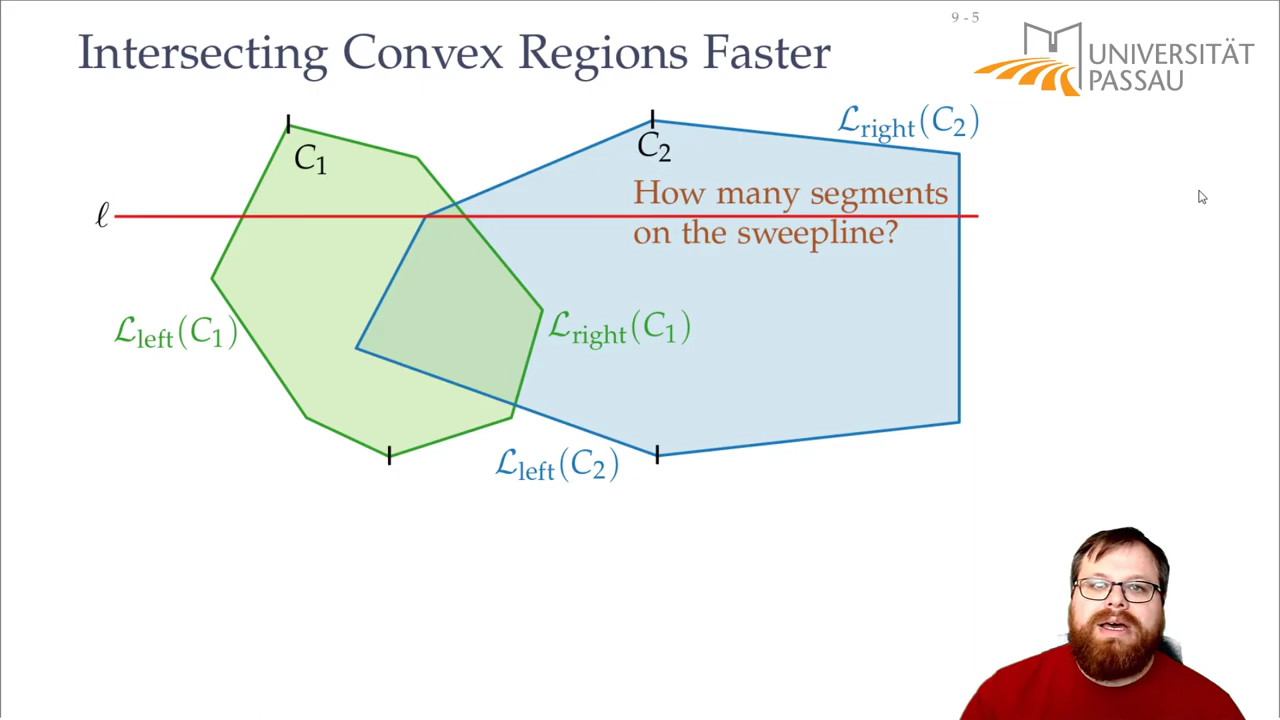 9 - 5
Intersecting Convex Regions Faster
UNIVERSITÄT
PASSAU
ℒright(C2)
C1
C2
How many segments
ℓ
on the sweepline?
ℒleft(C1)
ℒright(C1)
ℒleft(C2)